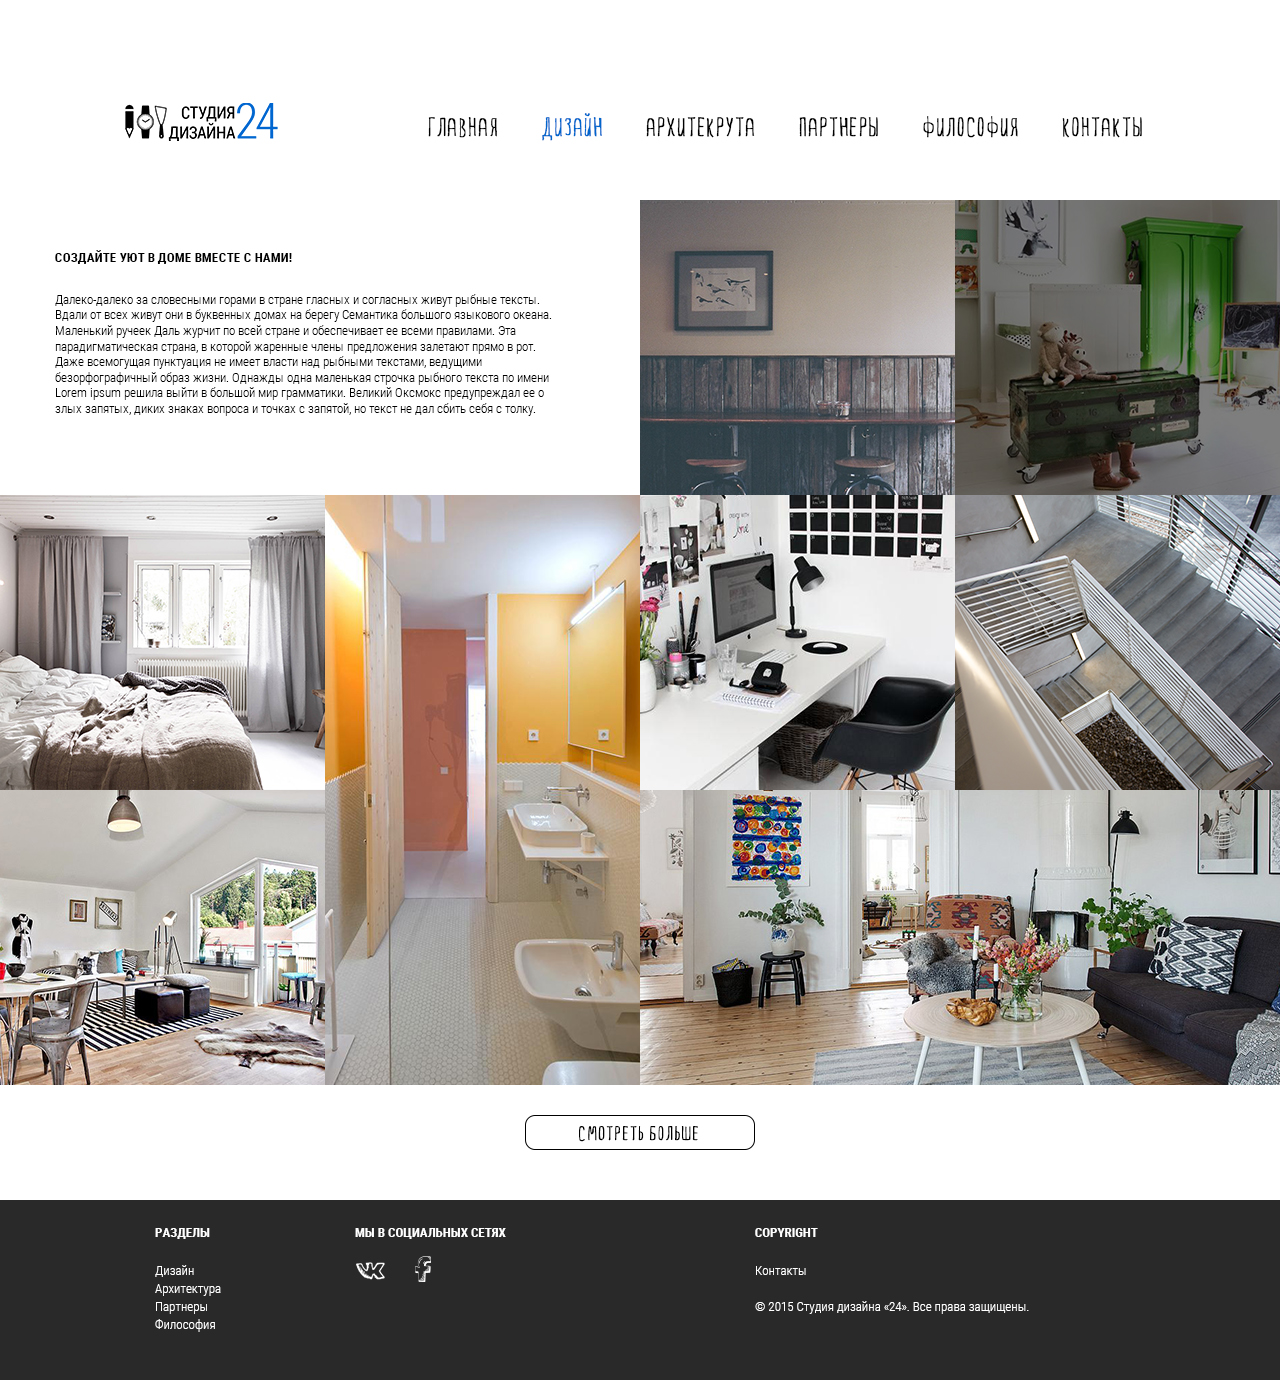 СТУДИЯ
ДИЗАЙНА24
ГЛАВНАЯ ДИЗАЙН АРХИТЕКРУТА ПАРТНЕРЫ ФИЛОСОФИЯ КОНТАКТЫ
СОЗДАЙТЕ УЮТ В ДОМЕ ВМЕСТЕ С НАМИ!
Далеко-далеко за словесными горами в стране гласных и согласных живут рыбные тексты.
Вдали от всех живут они в буквенных домах на берегу Семантика большого языкового океана.
Маленький ручеек Даль журчит по всей стране и обеспечивает ее всеми правилами. Эта
парадигматическая страна, в которой жаренные члены предложения залетают прямо в рот.
Даже всемогущая пунктуация не имеет власти над рыбными текстами, ведущими
безорфографичный образ жизни. Однажды одна маленькая строчка рыбного текста по имени
Lorem ipsum решила выйти в большой мир грамматики. Великий Оксмокс предупреждал ее о
злых запятых, диких знаках вопроса и точках с запятой, но текст не дал сбить себя с толку.
СМОТРЕТЬ БОЛЬШЕ
РАЗДЕЛЫ
Дизайн
Архитектура
Партнеры
Философия
МЫ В СОЦИАЛЬНЫХ СЕТЯХ
COPYRIGHT
Контакты
© 2015 Студия дизайна «24». Все права защищены.